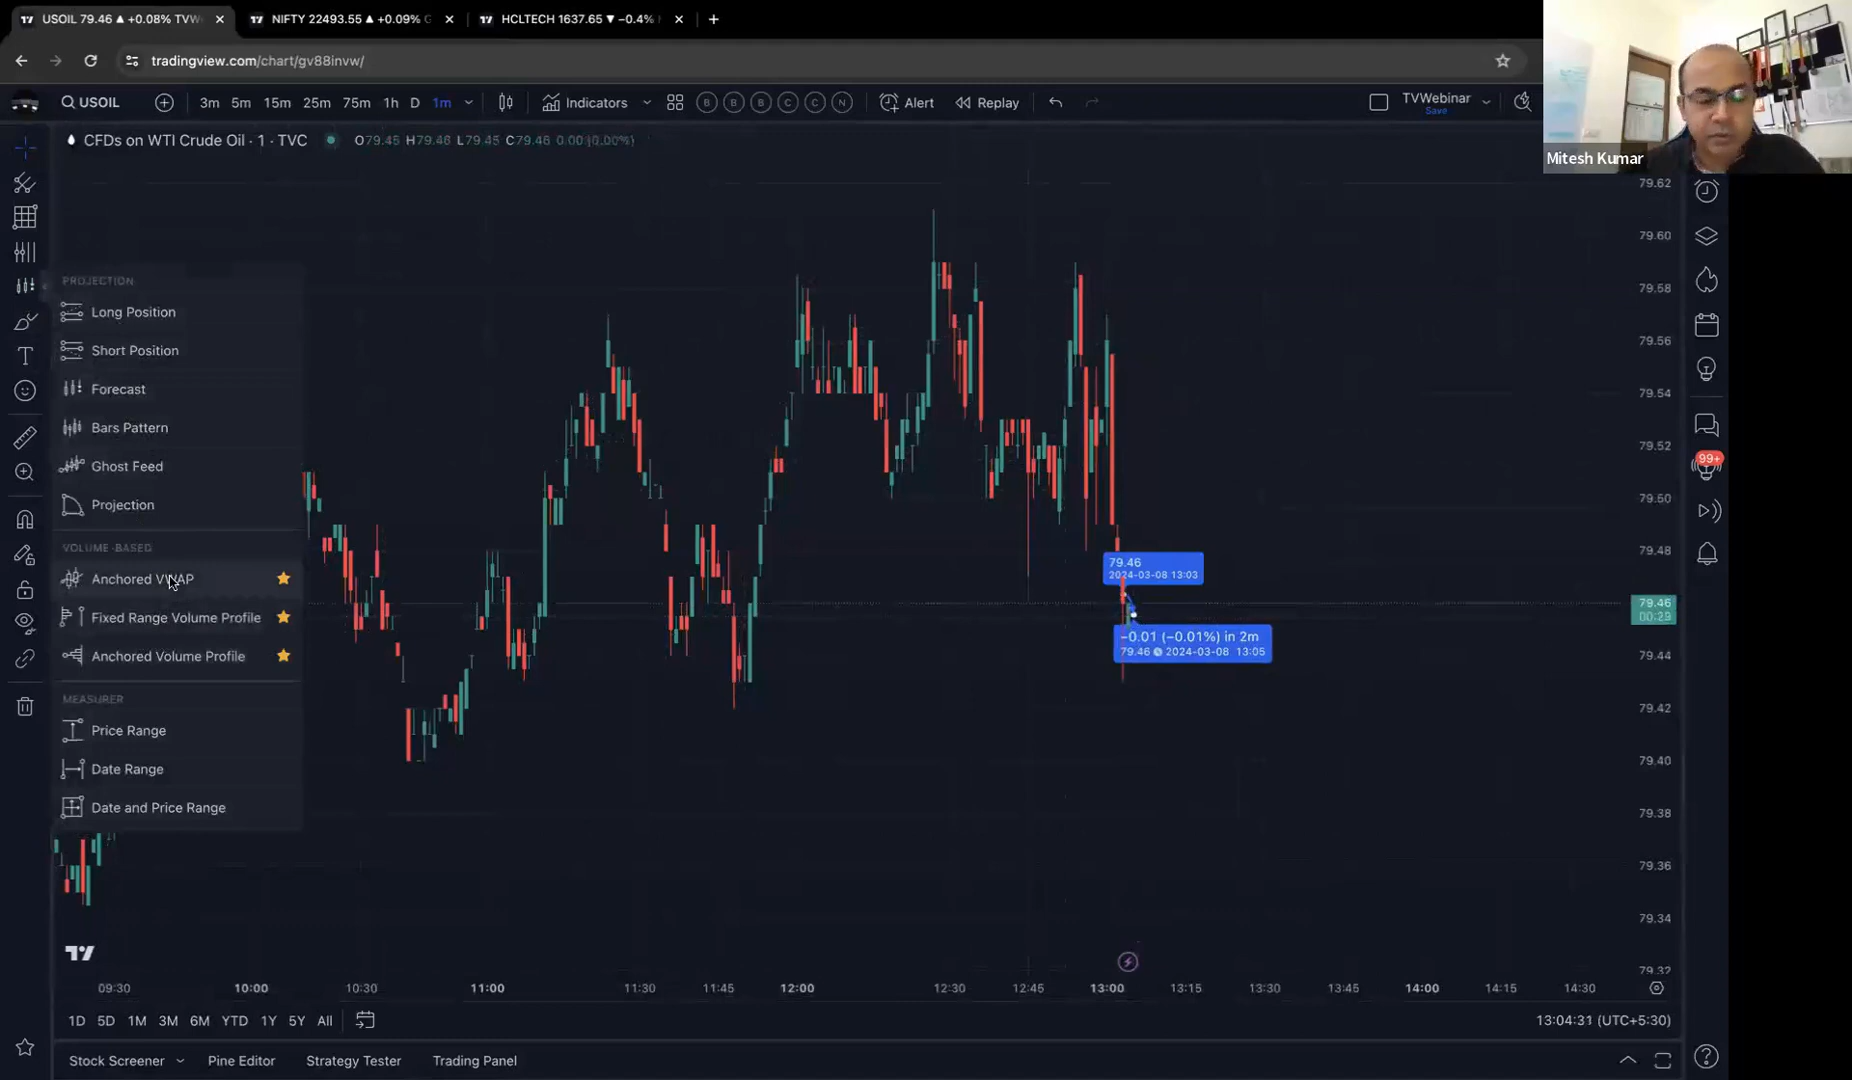 USOIL 79.46 ▲ +0.08% TVW
NIFTY 22493.55 ▲ +0.09%
HCLTECH 1637.65 ▼ −0.4%
tradingview.com/chart/gv88invw/
USOIL
3m 5m 15m 25m 75m 1h D 1m
Indicators
B B B C C N
Alert
Replay
TVWebinar
Save
Mitesh Kumar
CFDs on WTI Crude Oil · 1 · TVC
O79.45 H79.46 L79.45 C79.46 0.00 (0.00%)
PROJECTION
Long Position
Short Position
Forecast
Bars Pattern
Ghost Feed
Projection
VOLUME-BASED
Anchored VWAP
Fixed Range Volume Profile
Anchored Volume Profile
MEASURER
Price Range
Date Range
Date and Price Range
79.46
2024-03-08 13:03
−0.01 (−0.01%) in 2m
79.46 2024-03-08 13:05
79.62
79.60
79.58
79.56
79.54
79.52
79.50
79.48
79.46
00:29
79.44
79.42
79.40
79.38
79.36
79.34
79.32
99+
09:30 10:00 10:30 11:00 11:30 11:45 12:00 12:30 12:45 13:00 13:15 13:30 13:45 14:00 14:15 14:30
1D 5D 1M 3M 6M YTD 1Y 5Y All
13:04:31 (UTC+5:30)
Stock Screener
Pine Editor
Strategy Tester
Trading Panel